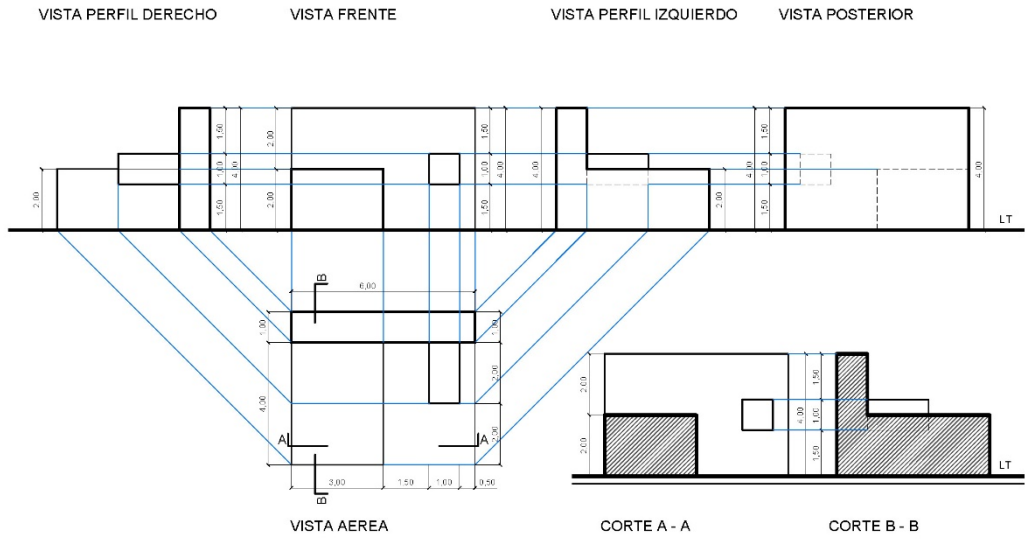 VISTA PERFIL DERECHO
VISTA FRENTE
VISTA PERFIL IZQUIERDO
VISTA POSTERIOR
2,00
1,50
1,00
1,50
4,00
2,00
2,00
1,50
1,00
1,50
4,00
4,00
2,00
4,00
1,50
1,00
1,50
4,00
LT
B
6,00
1,00
4,00
1,00
2,00
2,00
A
A
B
3,00
1,50
1,00
0,50
2,00
2,00
4,00
1,50
1,00
1,50
LT
VISTA AEREA
CORTE A - A
CORTE B - B